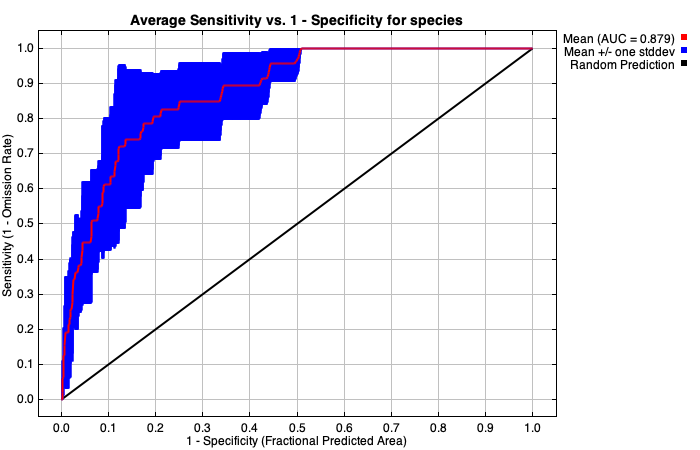 Average Sensitivity vs. 1 - Specificity for species
Mean (AUC = 0.879)
Mean +/- one stddev
Random Prediction
Sensitivity (1 - Omission Rate)
1.0
0.9
0.8
0.7
0.6
0.5
0.4
0.3
0.2
0.1
0.0
0.0 0.1 0.2 0.3 0.4 0.5 0.6 0.7 0.8 0.9 1.0
1 - Specificity (Fractional Predicted Area)